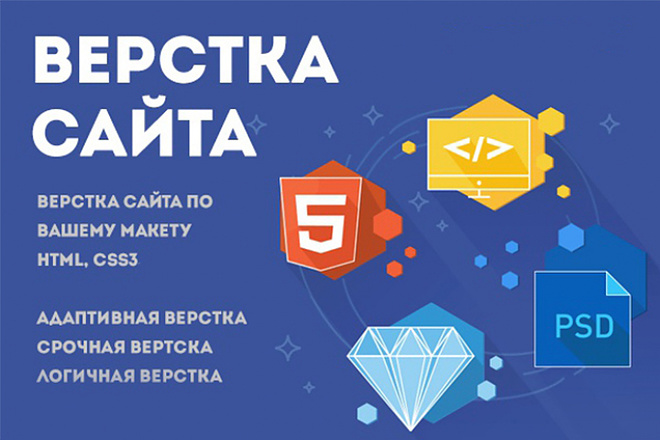 ВЕРСТКА
САЙТА
ВЕРСТКА САЙТА ПО
ВАШЕМУ МАКЕТУ
HTML, CSS3
АДАПТИВНАЯ ВЕРСТКА
СРОЧНАЯ ВЕРТСКА
ЛОГИЧНАЯ ВЕРСТКА
</>
5
PSD